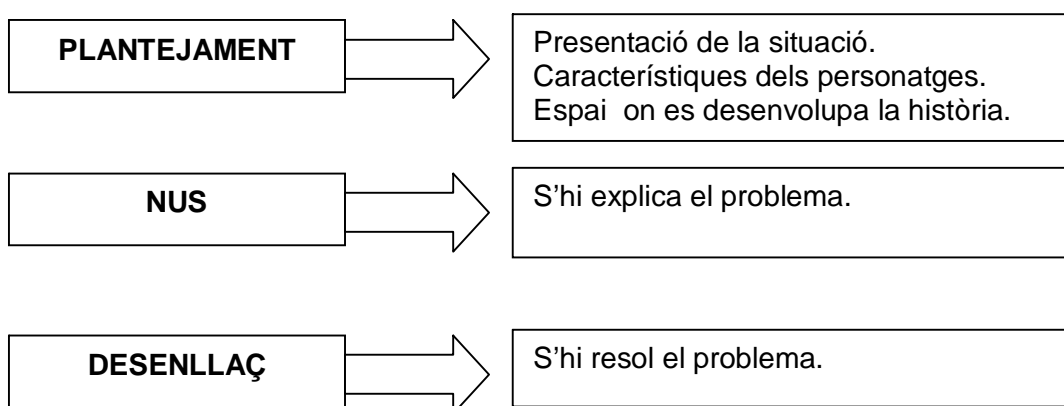 PLANTEJAMENT
Presentació de la situació.
Característiques dels personatges.
Espai  on es desenvolupa la història.
NUS
S'hi explica el problema.
DESENLLAÇ
S'hi resol el problema.